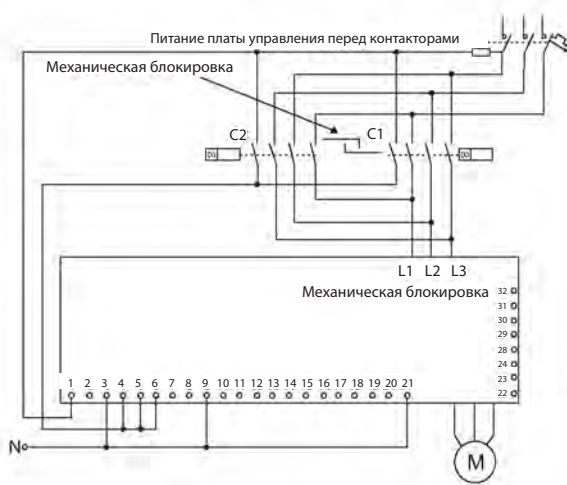 Питание платы управления перед контакторами
Механическая блокировка
C2
C1
L1 L2 L3
Механическая блокировка
32
31
30
29
28
24
23
22
1 2 3 4 5 6 7 8 9 10 11 12 13 14 15 16 17 18 19 20 21
N
M